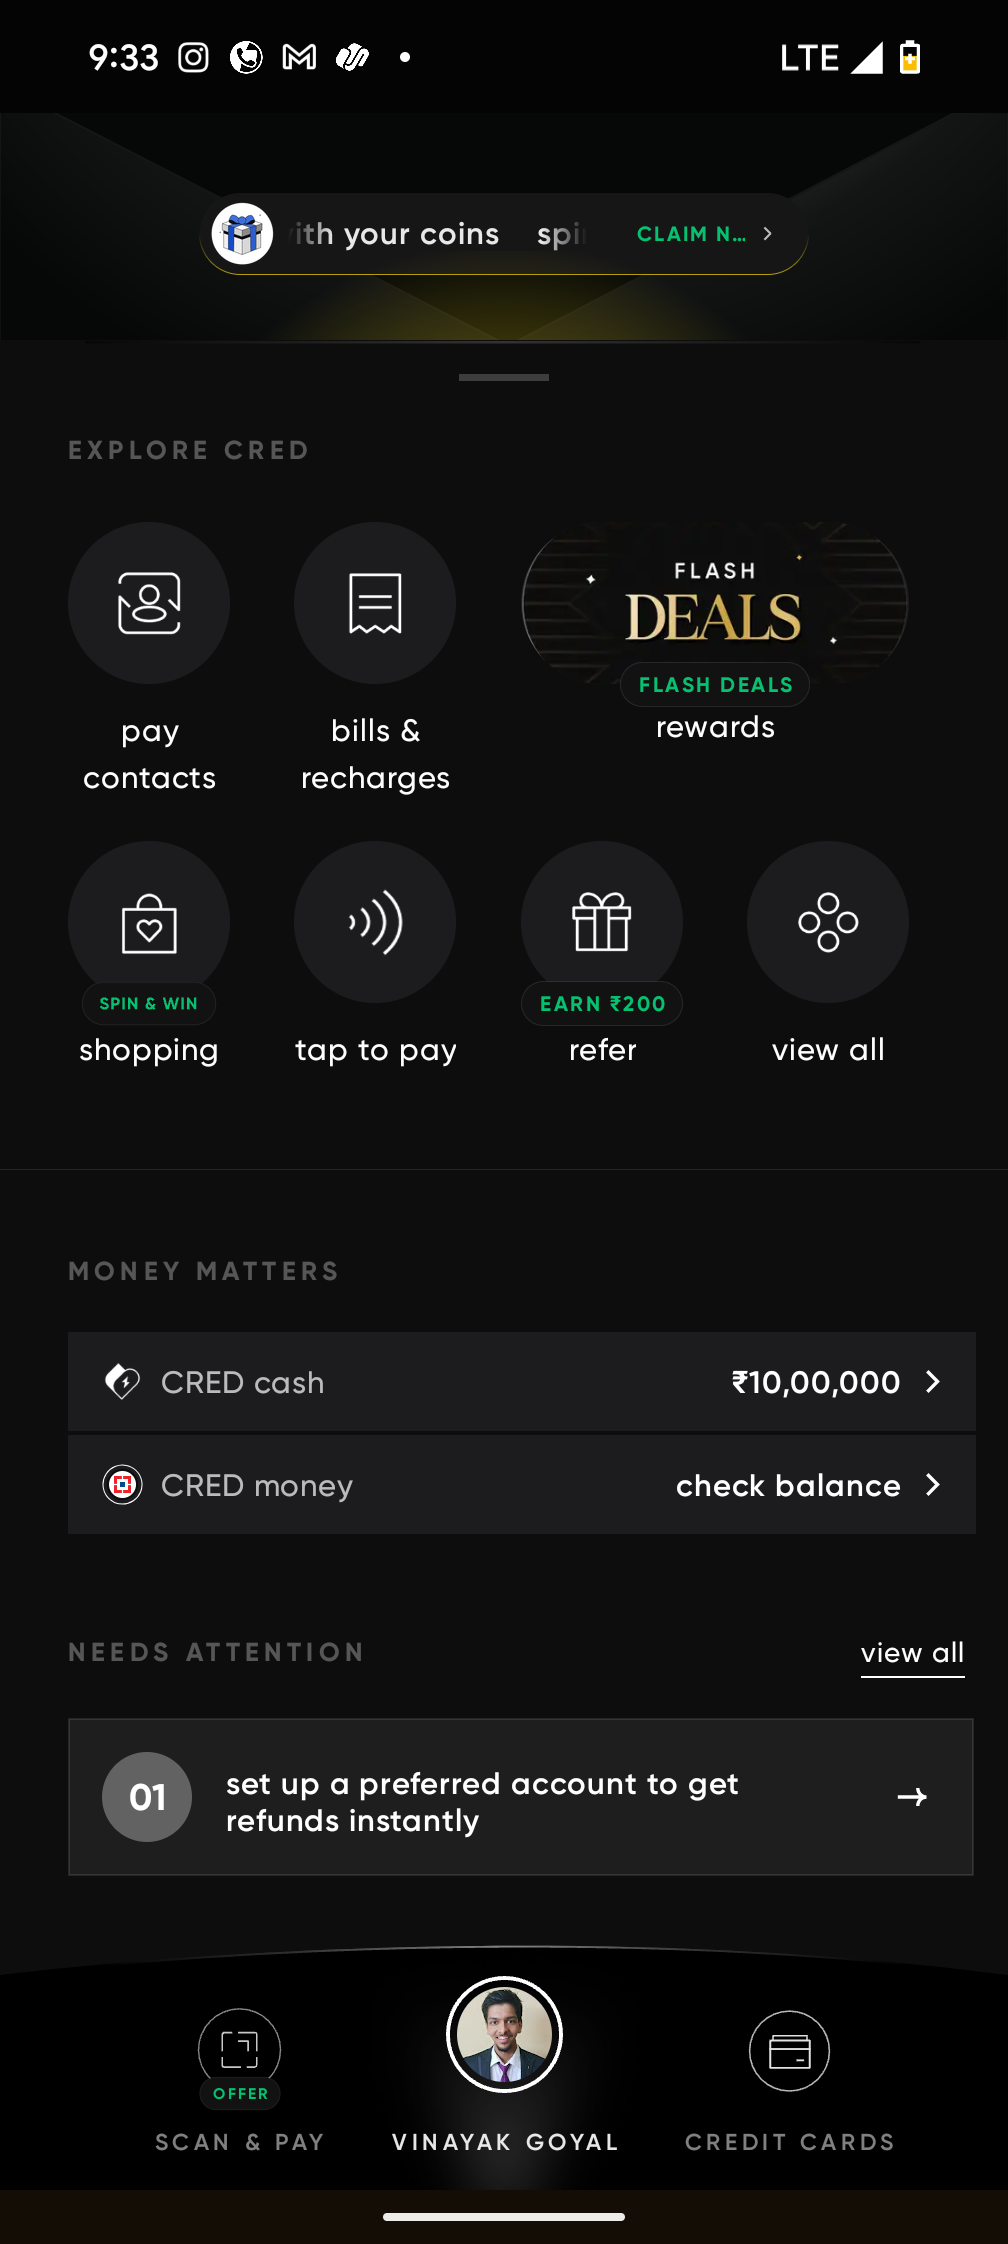 9:33
LTE
with your coins spi
CLAIM N...
EXPLORE CRED
FLASH
DEALS
FLASH DEALS
pay
contacts
bills &
recharges
rewards
SPIN & WIN
EARN ₹200
shopping
tap to pay
refer
view all
MONEY MATTERS
CRED cash
₹10,00,000
CRED money
check balance
NEEDS ATTENTION
view all
01
set up a preferred account to get
refunds instantly
OFFER
SCAN & PAY
VINAYAK GOYAL
CREDIT CARDS